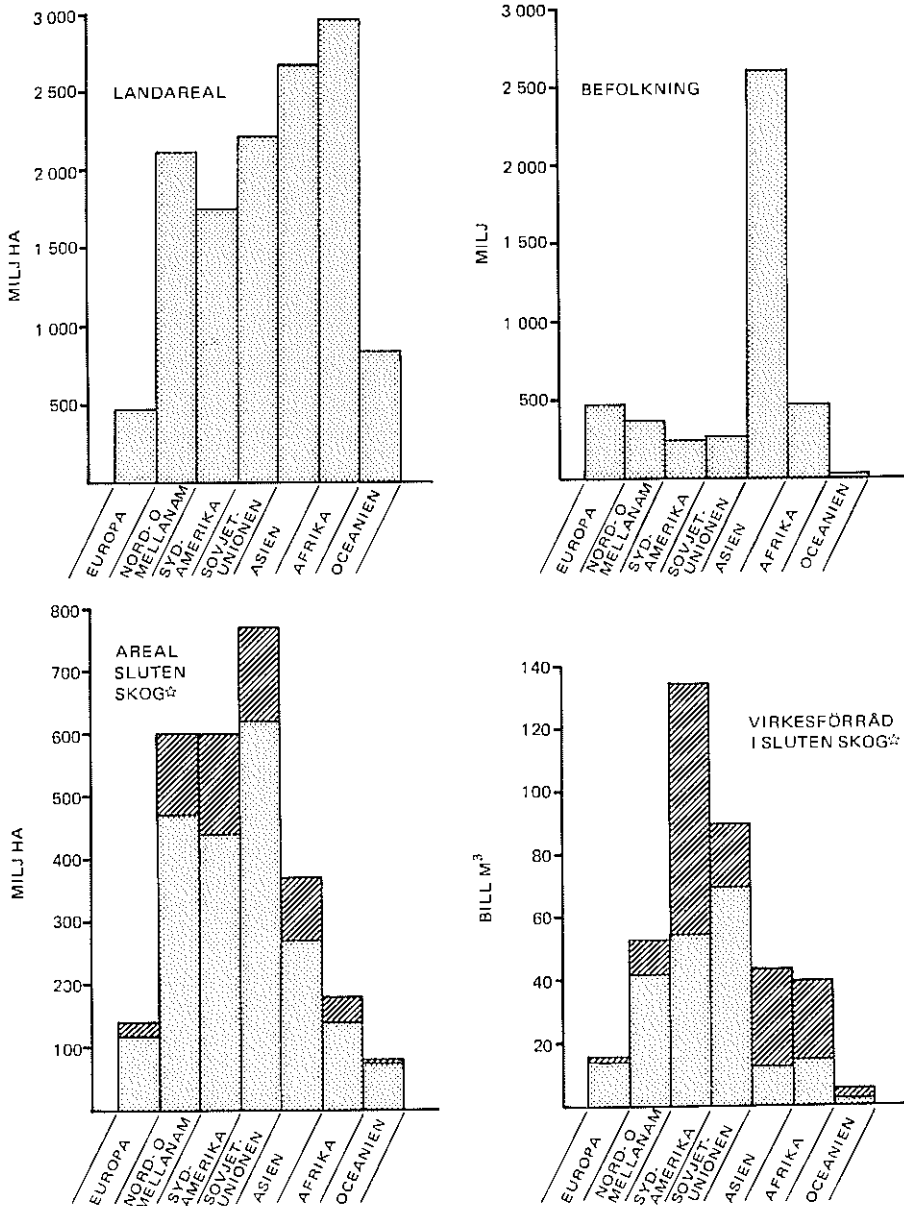 3 000
2 500
2 000
1 500
1 000
500
MILJ HA
LANDAREAL
EUROPA
NORD- O
MELLANAM
SYD-
AMERIKA
SOVJET-
UNIONEN
ASIEN
AFRIKA
OCEANIEN
3 000
2 500
2 000
1 500
1 000
500
MILJ
BEFOLKNING
EUROPA
NORD- O
MELLANAM
SYD-
AMERIKA
SOVJET-
UNIONEN
ASIEN
AFRIKA
OCEANIEN
800
700
600
500
400
300
200
100
MILJ HA
AREAL
SLUTEN
SKOG☆
EUROPA
NORD- O
MELLANAM
SYD-
AMERIKA
SOVJET-
UNIONEN
ASIEN
AFRIKA
OCEANIEN
140
120
100
80
60
40
20
BILL M³
VIRKESFÖRRÅD
I SLUTEN SKOG☆
EUROPA
NORD- O
MELLANAM
SYD-
AMERIKA
SOVJET-
UNIONEN
ASIEN
AFRIKA
OCEANIEN